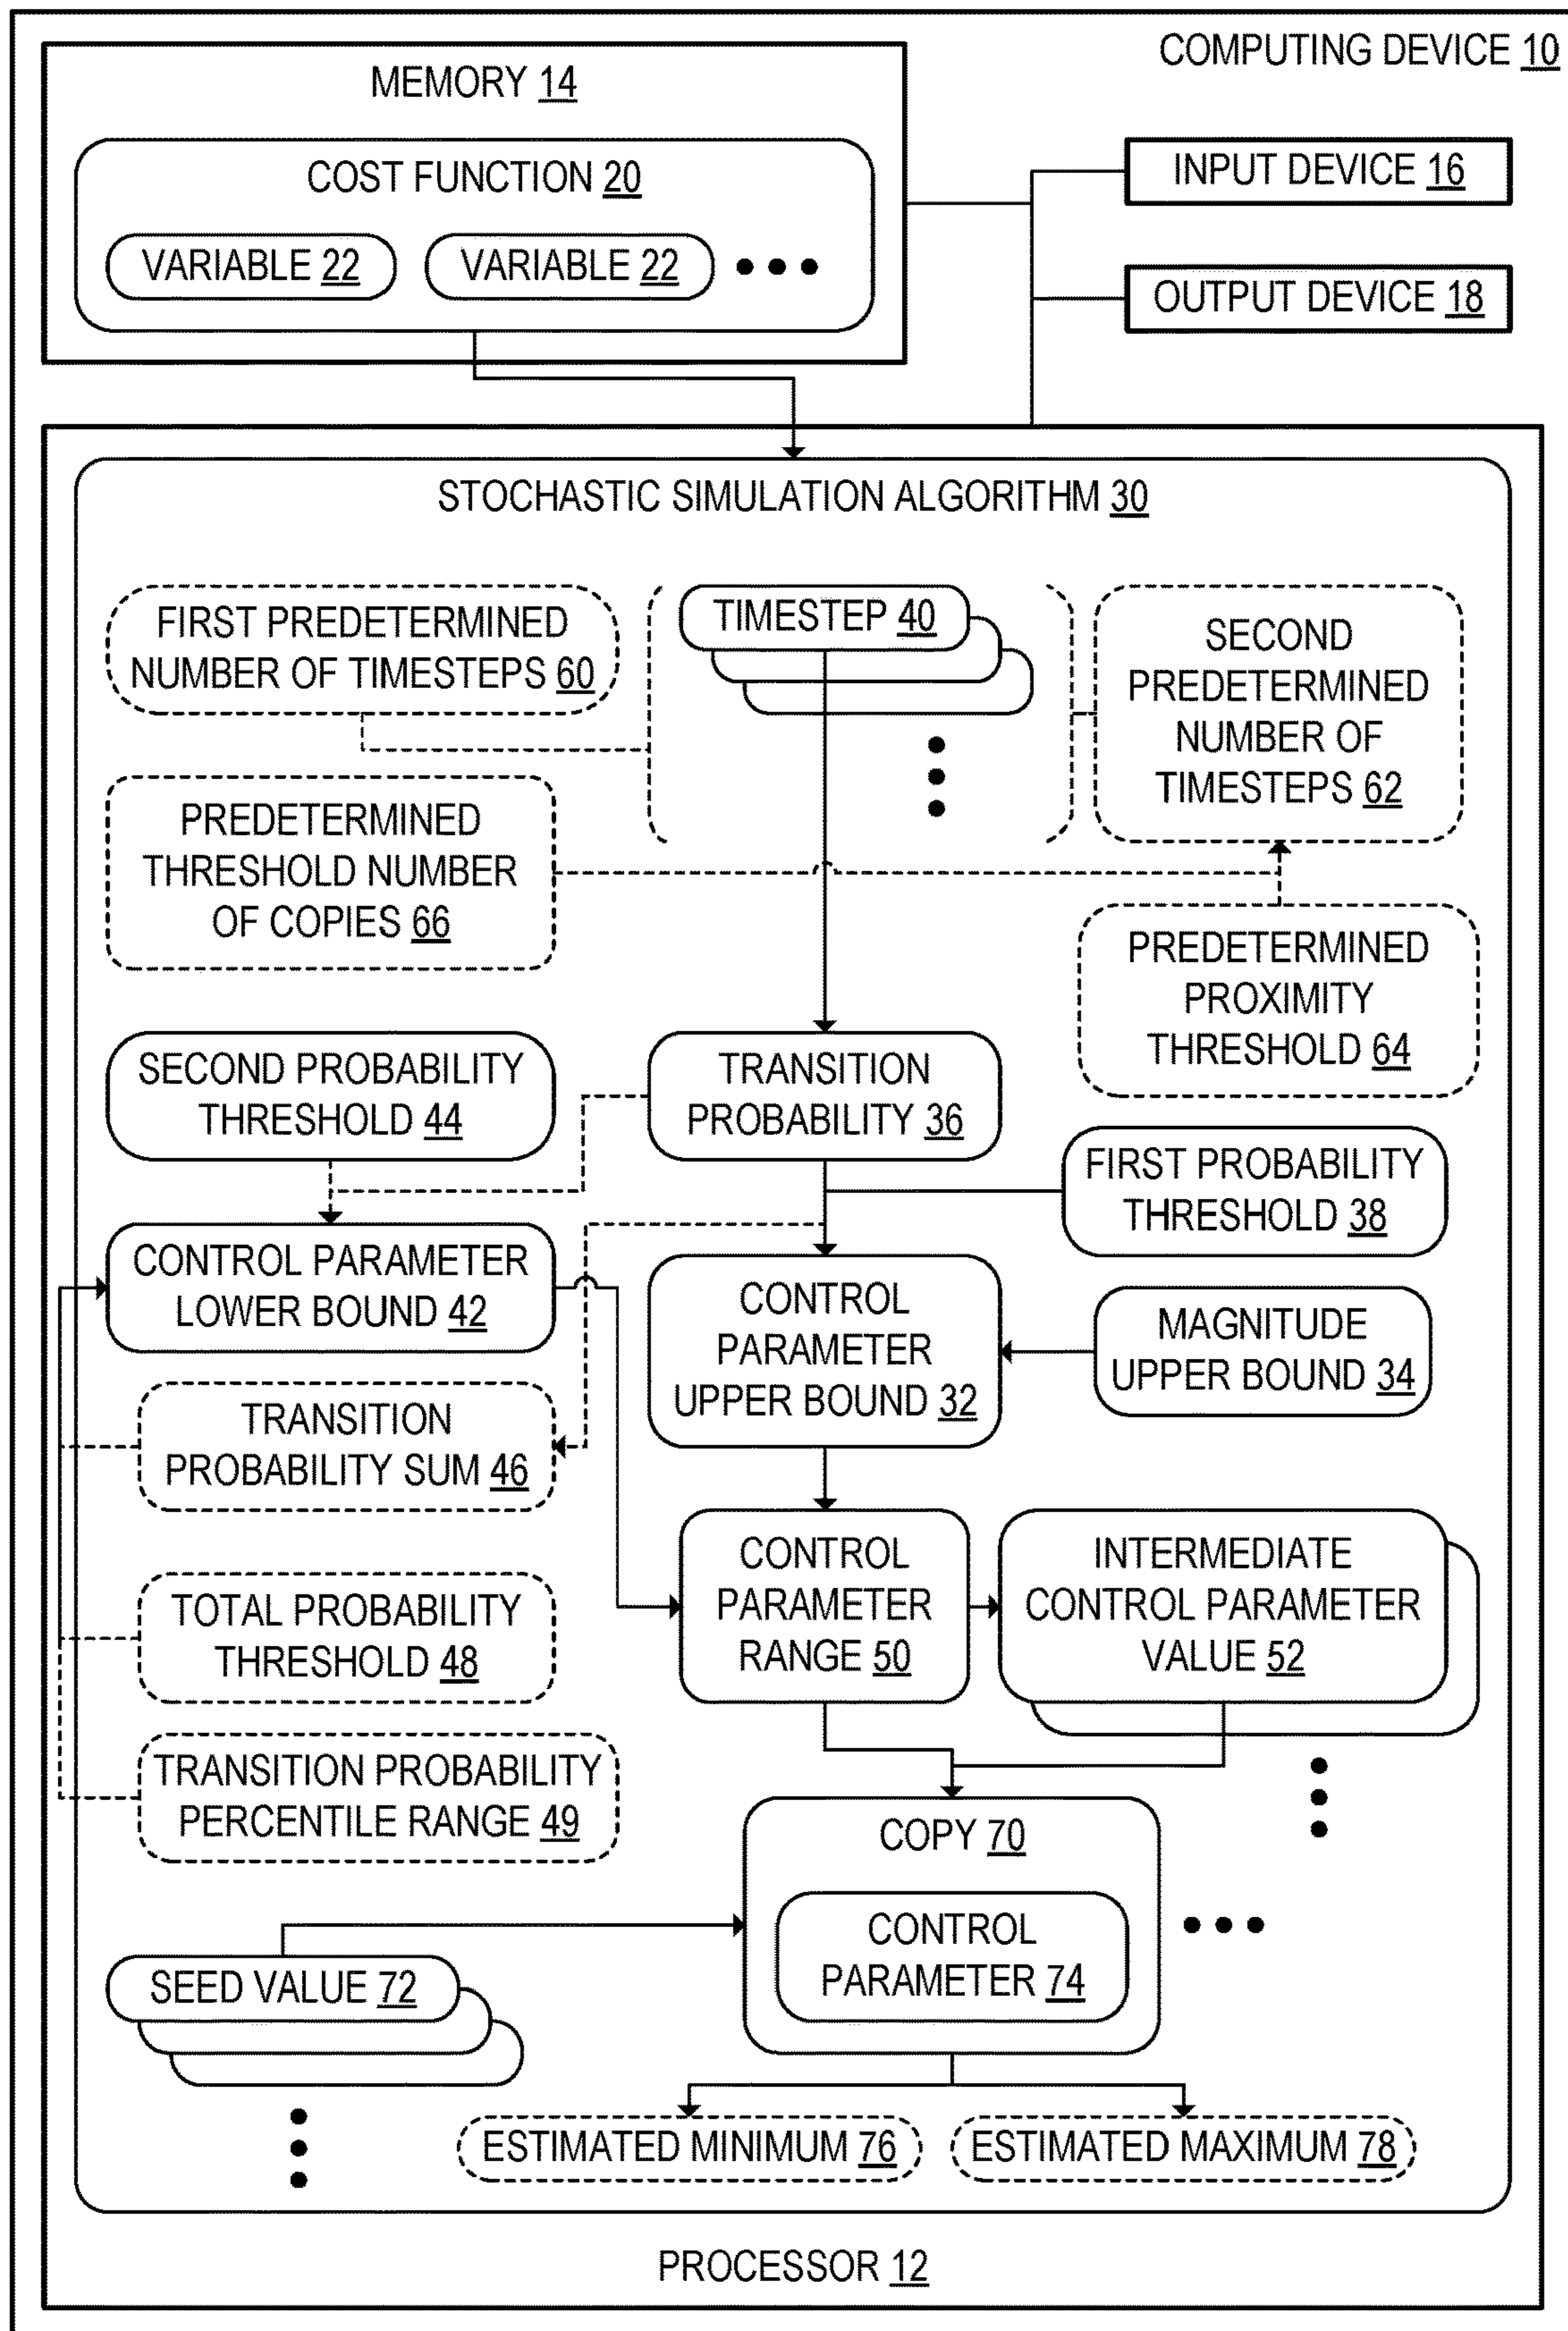 COMPUTING DEVICE 10
MEMORY 14
COST FUNCTION 20
VARIABLE 22
VARIABLE 22
INPUT DEVICE 16
OUTPUT DEVICE 18
STOCHASTIC SIMULATION ALGORITHM 30
FIRST PREDETERMINED
NUMBER OF TIMESTEPS 60
TIMESTEP 40
SECOND
PREDETERMINED
NUMBER OF
TIMESTEPS 62
PREDETERMINED
THRESHOLD NUMBER
OF COPIES 66
PREDETERMINED
PROXIMITY
THRESHOLD 64
SECOND PROBABILITY
THRESHOLD 44
TRANSITION
PROBABILITY 36
FIRST PROBABILITY
THRESHOLD 38
CONTROL PARAMETER
LOWER BOUND 42
CONTROL
PARAMETER
UPPER BOUND 32
MAGNITUDE
UPPER BOUND 34
TRANSITION
PROBABILITY SUM 46
CONTROL
PARAMETER
RANGE 50
INTERMEDIATE
CONTROL PARAMETER
VALUE 52
TOTAL PROBABILITY
THRESHOLD 48
TRANSITION PROBABILITY
PERCENTILE RANGE 49
COPY 70
CONTROL
PARAMETER 74
SEED VALUE 72
ESTIMATED MINIMUM 76
ESTIMATED MAXIMUM 78
PROCESSOR 12